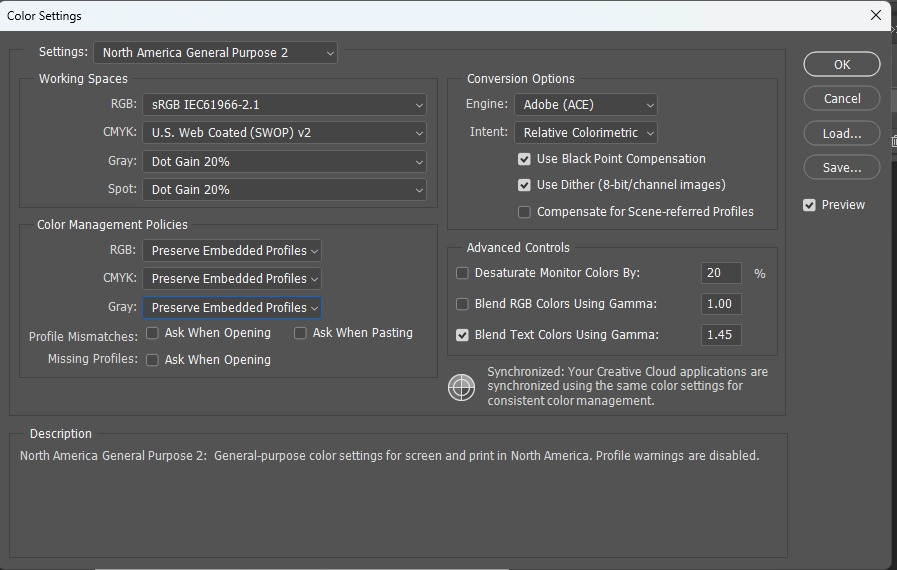 Color Settings
Settings: North America General Purpose 2
Working Spaces
RGB: sRGB IEC61966-2.1
CMYK: U.S. Web Coated (SWOP) v2
Gray: Dot Gain 20%
Spot: Dot Gain 20%
Color Management Policies
RGB: Preserve Embedded Profiles
CMYK: Preserve Embedded Profiles
Gray: Preserve Embedded Profiles
Profile Mismatches: Ask When Opening Ask When Pasting
Missing Profiles: Ask When Opening
Conversion Options
Engine: Adobe (ACE)
Intent: Relative Colorimetric
Use Black Point Compensation
Use Dither (8-bit/channel images)
Compensate for Scene-referred Profiles
Advanced Controls
Desaturate Monitor Colors By: 20 %
Blend RGB Colors Using Gamma: 1.00
Blend Text Colors Using Gamma: 1.45
Synchronized: Your Creative Cloud applications are
synchronized using the same color settings for
consistent color management.
OK
Cancel
Load...
Save...
Preview
Description
North America General Purpose 2: General-purpose color settings for screen and print in North America. Profile warnings are disabled.